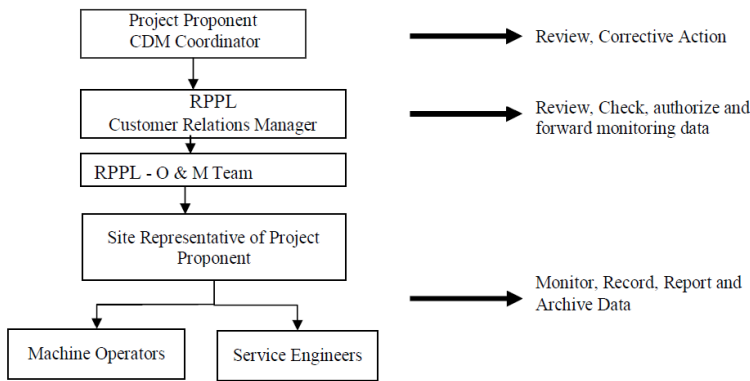 Project Proponent
CDM Coordinator
Review, Corrective Action
RPPL
Customer Relations Manager
Review, Check, authorize and
forward monitoring data
RPPL - O & M Team
Site Representative of Project
Proponent
Monitor, Record, Report and
Archive Data
Machine Operators
Service Engineers